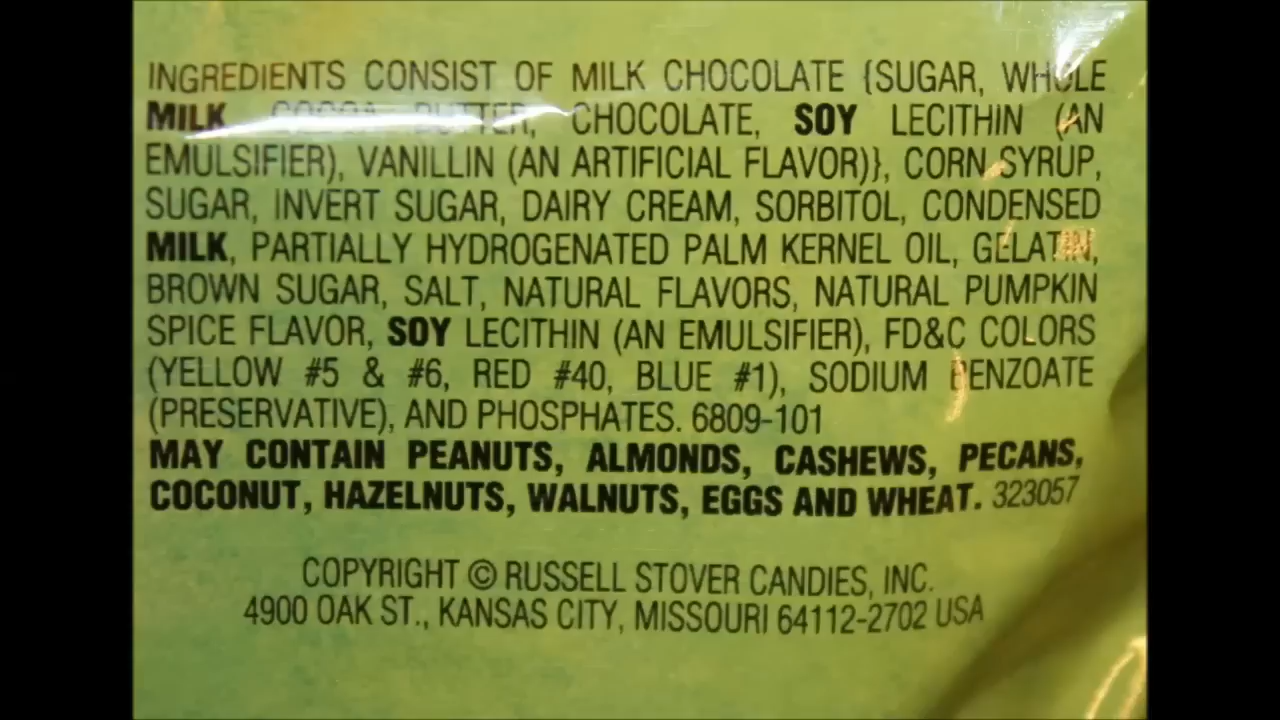 INGREDIENTS CONSIST OF MILK CHOCOLATE {SUGAR, WHOLE
MILK COCOA BUTTER, CHOCOLATE, SOY LECITHIN (AN
EMULSIFIER), VANILLIN (AN ARTIFICIAL FLAVOR)}, CORN SYRUP,
SUGAR, INVERT SUGAR, DAIRY CREAM, SORBITOL, CONDENSED
MILK, PARTIALLY HYDROGENATED PALM KERNEL OIL, GELATIN,
BROWN SUGAR, SALT, NATURAL FLAVORS, NATURAL PUMPKIN
SPICE FLAVOR, SOY LECITHIN (AN EMULSIFIER), FD&C COLORS
(YELLOW #5 & #6, RED #40, BLUE #1), SODIUM BENZOATE
(PRESERVATIVE), AND PHOSPHATES. 6809-101
MAY CONTAIN PEANUTS, ALMONDS, CASHEWS, PECANS,
COCONUT, HAZELNUTS, WALNUTS, EGGS AND WHEAT. 323057
COPYRIGHT © RUSSELL STOVER CANDIES, INC.
4900 OAK ST., KANSAS CITY, MISSOURI 64112-2702 USA